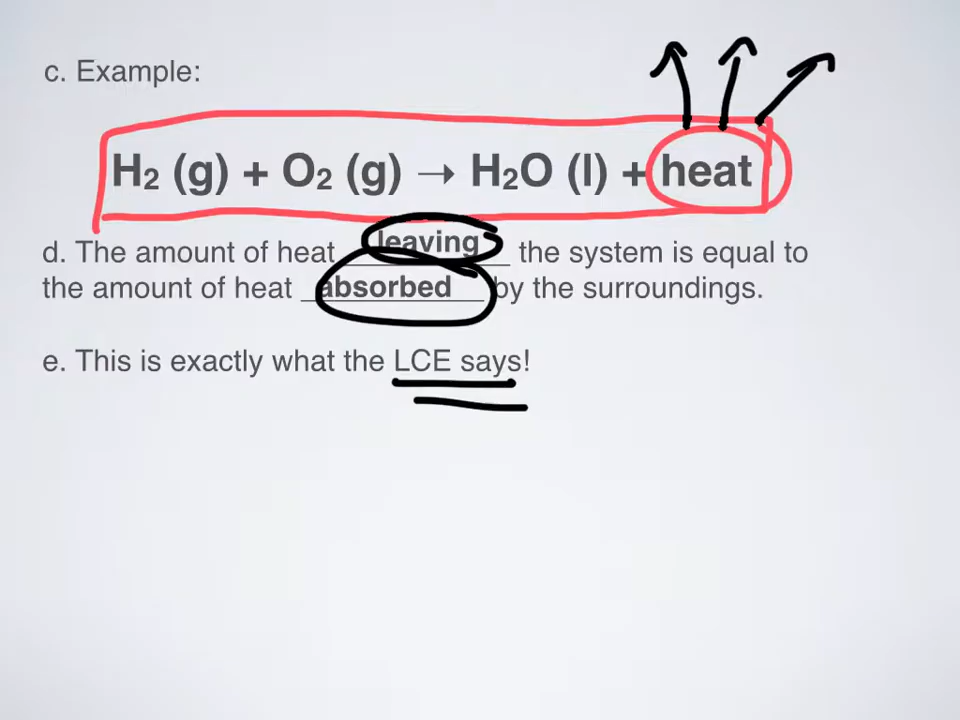 c. Example:
H₂ (g) + O₂ (g) → H₂O (l) + heat
d. The amount of heat leaving the system is equal to
the amount of heat absorbed by the surroundings.
e. This is exactly what the LCE says!